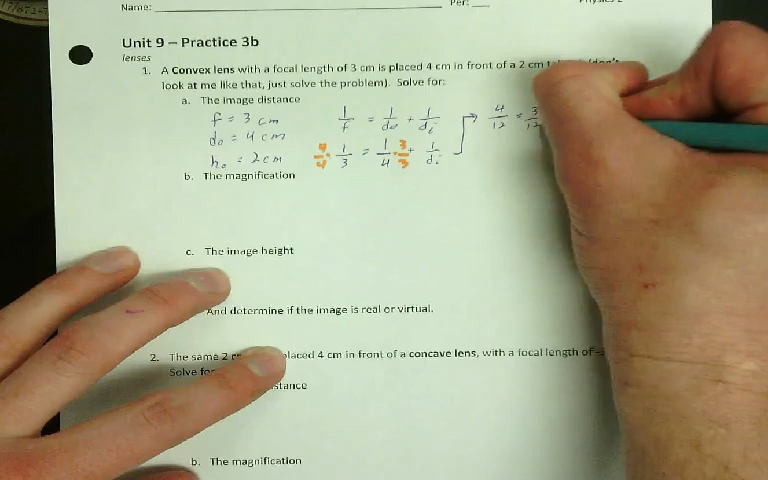 Name: Per:
Unit 9 – Practice 3b
lenses
1. A Convex lens with a focal length of 3 cm is placed 4 cm in front of a 2 cm
look at me like that, just solve the problem). Solve for:
a. The image distance
f = 3 cm
do = 4 cm
ho = 2 cm
1/f = 1/do + 1/di
4/4 · 1/3 = 1/4 · 3/3 + 1/di
4/12 = 3/12
b. The magnification
c. The image height
And determine if the image is real or virtual.
2. The same 2 placed 4 cm in front of a concave lens, with a focal length of
Solve for
b. The magnification